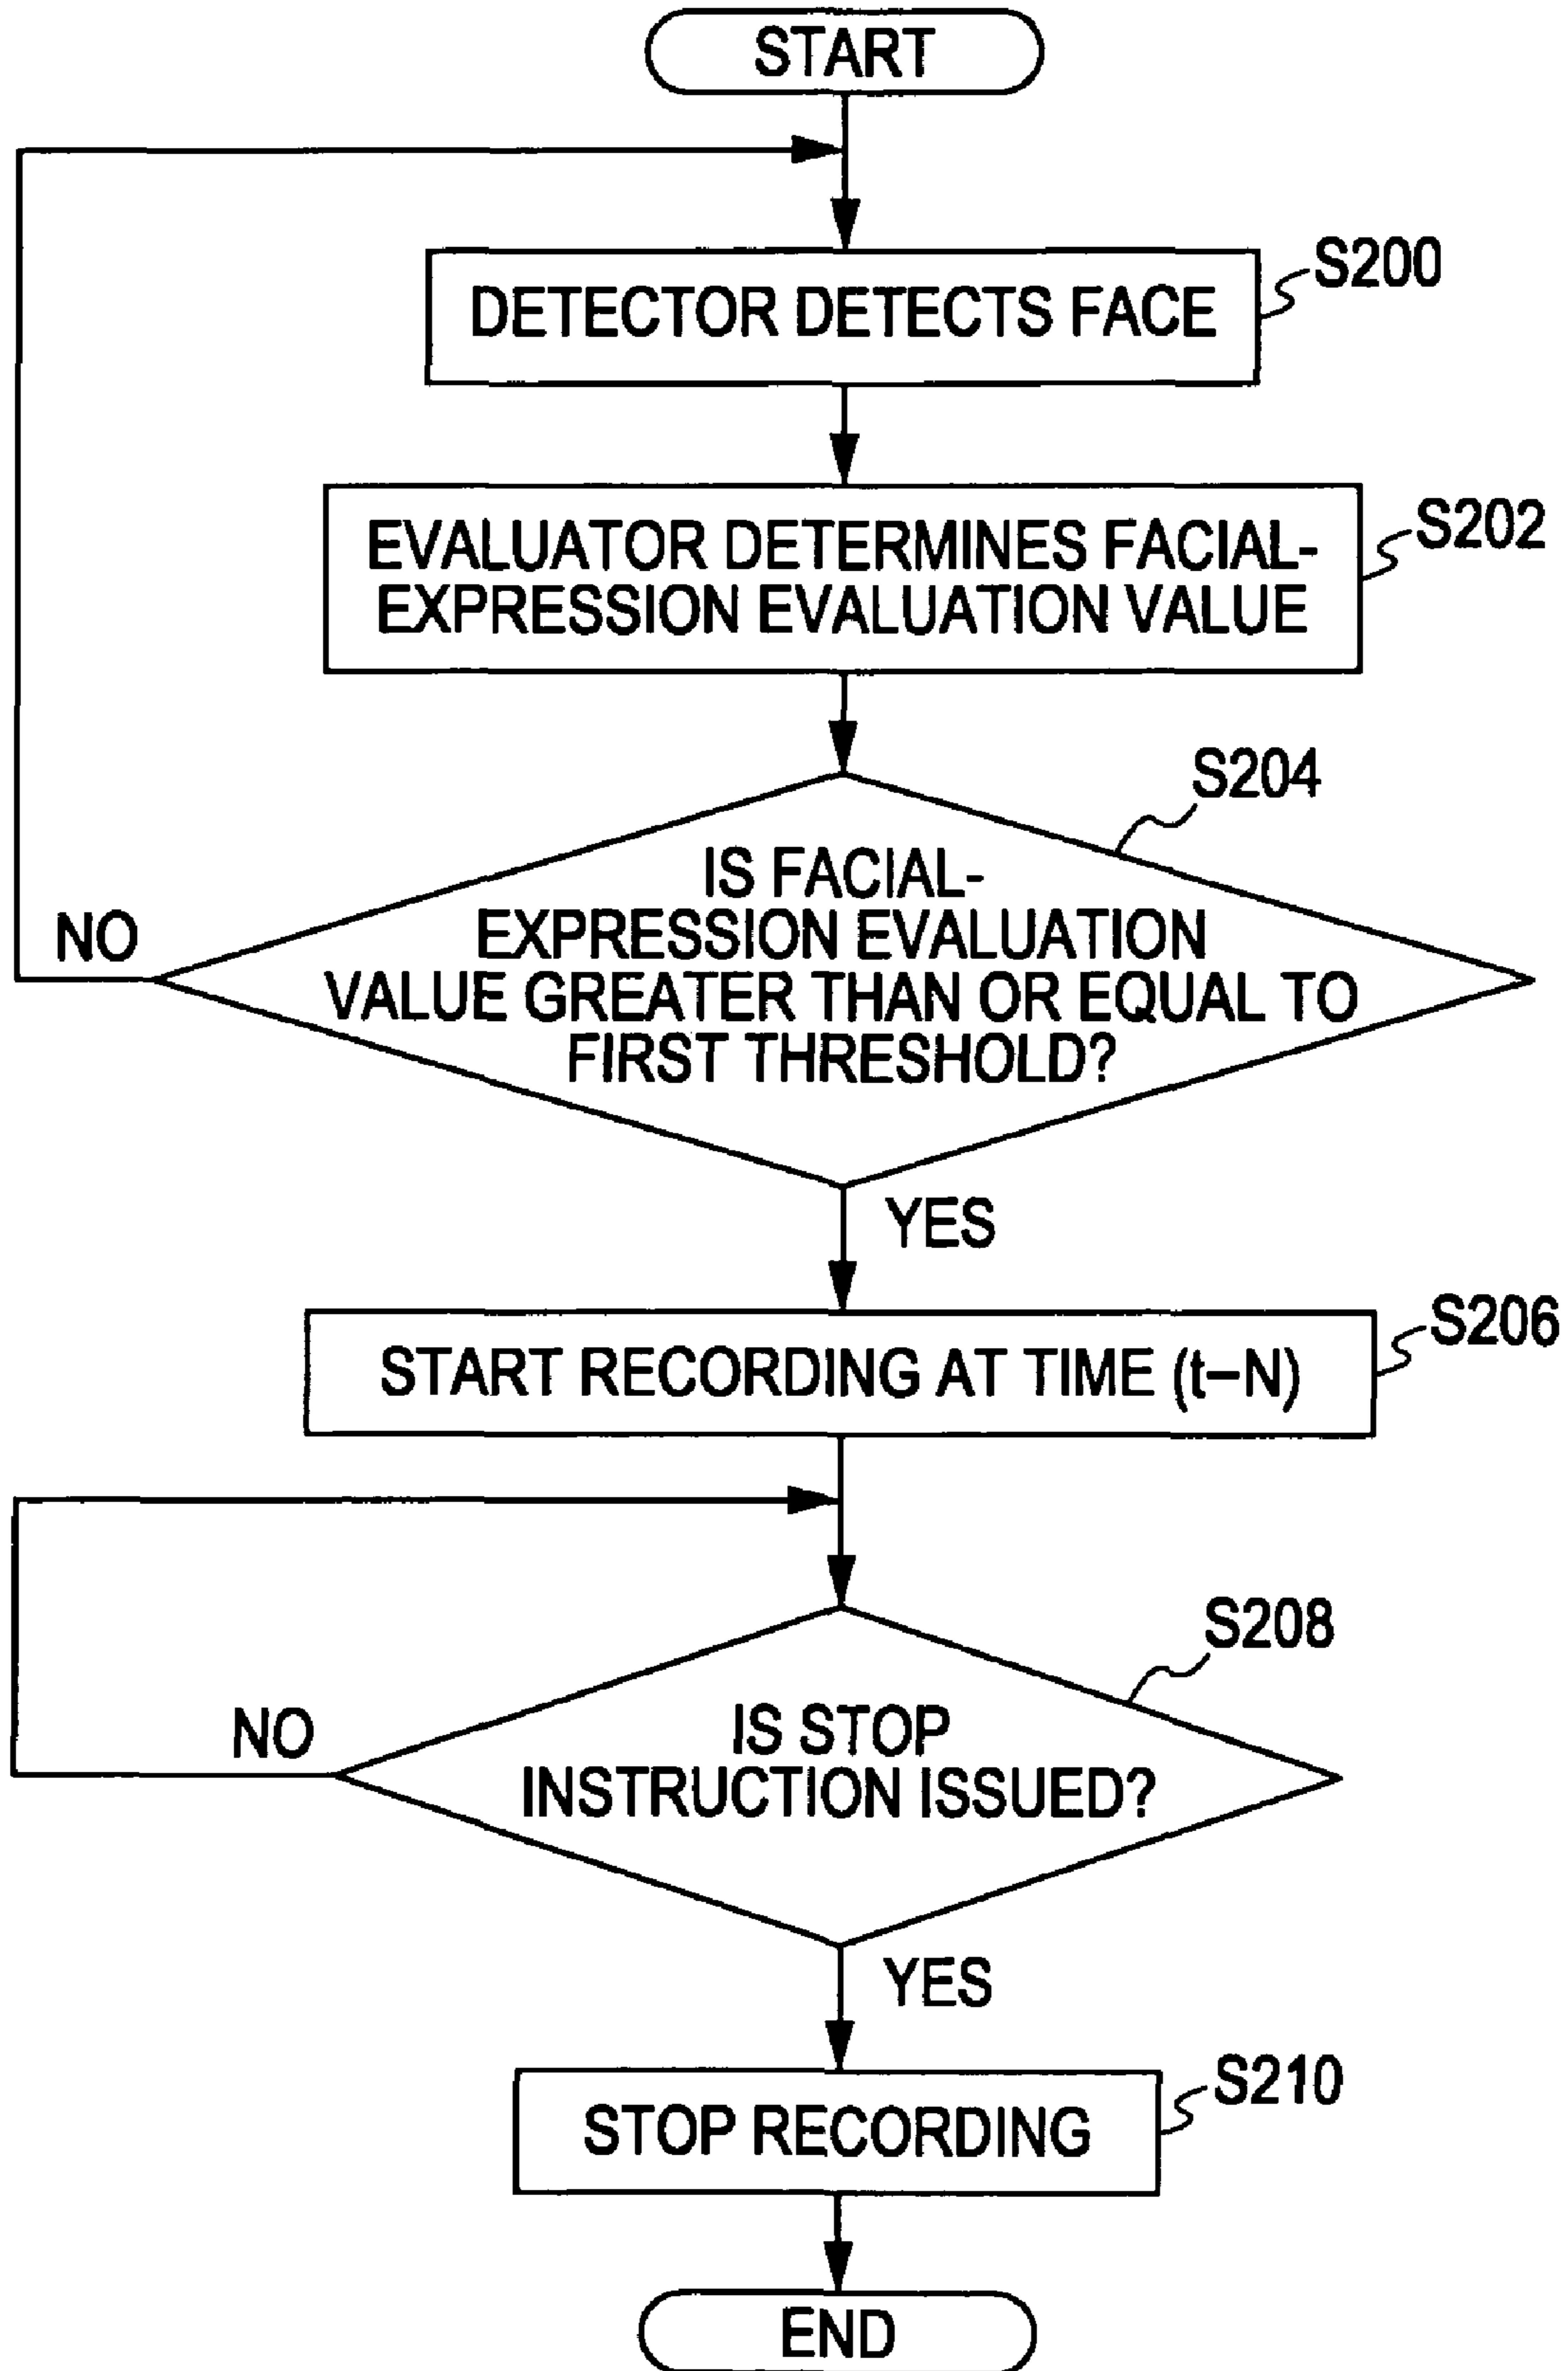 START
DETECTOR DETECTS FACE
S200
EVALUATOR DETERMINES FACIAL-
EXPRESSION EVALUATION VALUE
S202
S204
IS FACIAL-
EXPRESSION EVALUATION
VALUE GREATER THAN OR EQUAL TO
FIRST THRESHOLD?
NO
YES
START RECORDING AT TIME (t–N)
S206
S208
IS STOP
INSTRUCTION ISSUED?
NO
YES
STOP RECORDING
S210
END